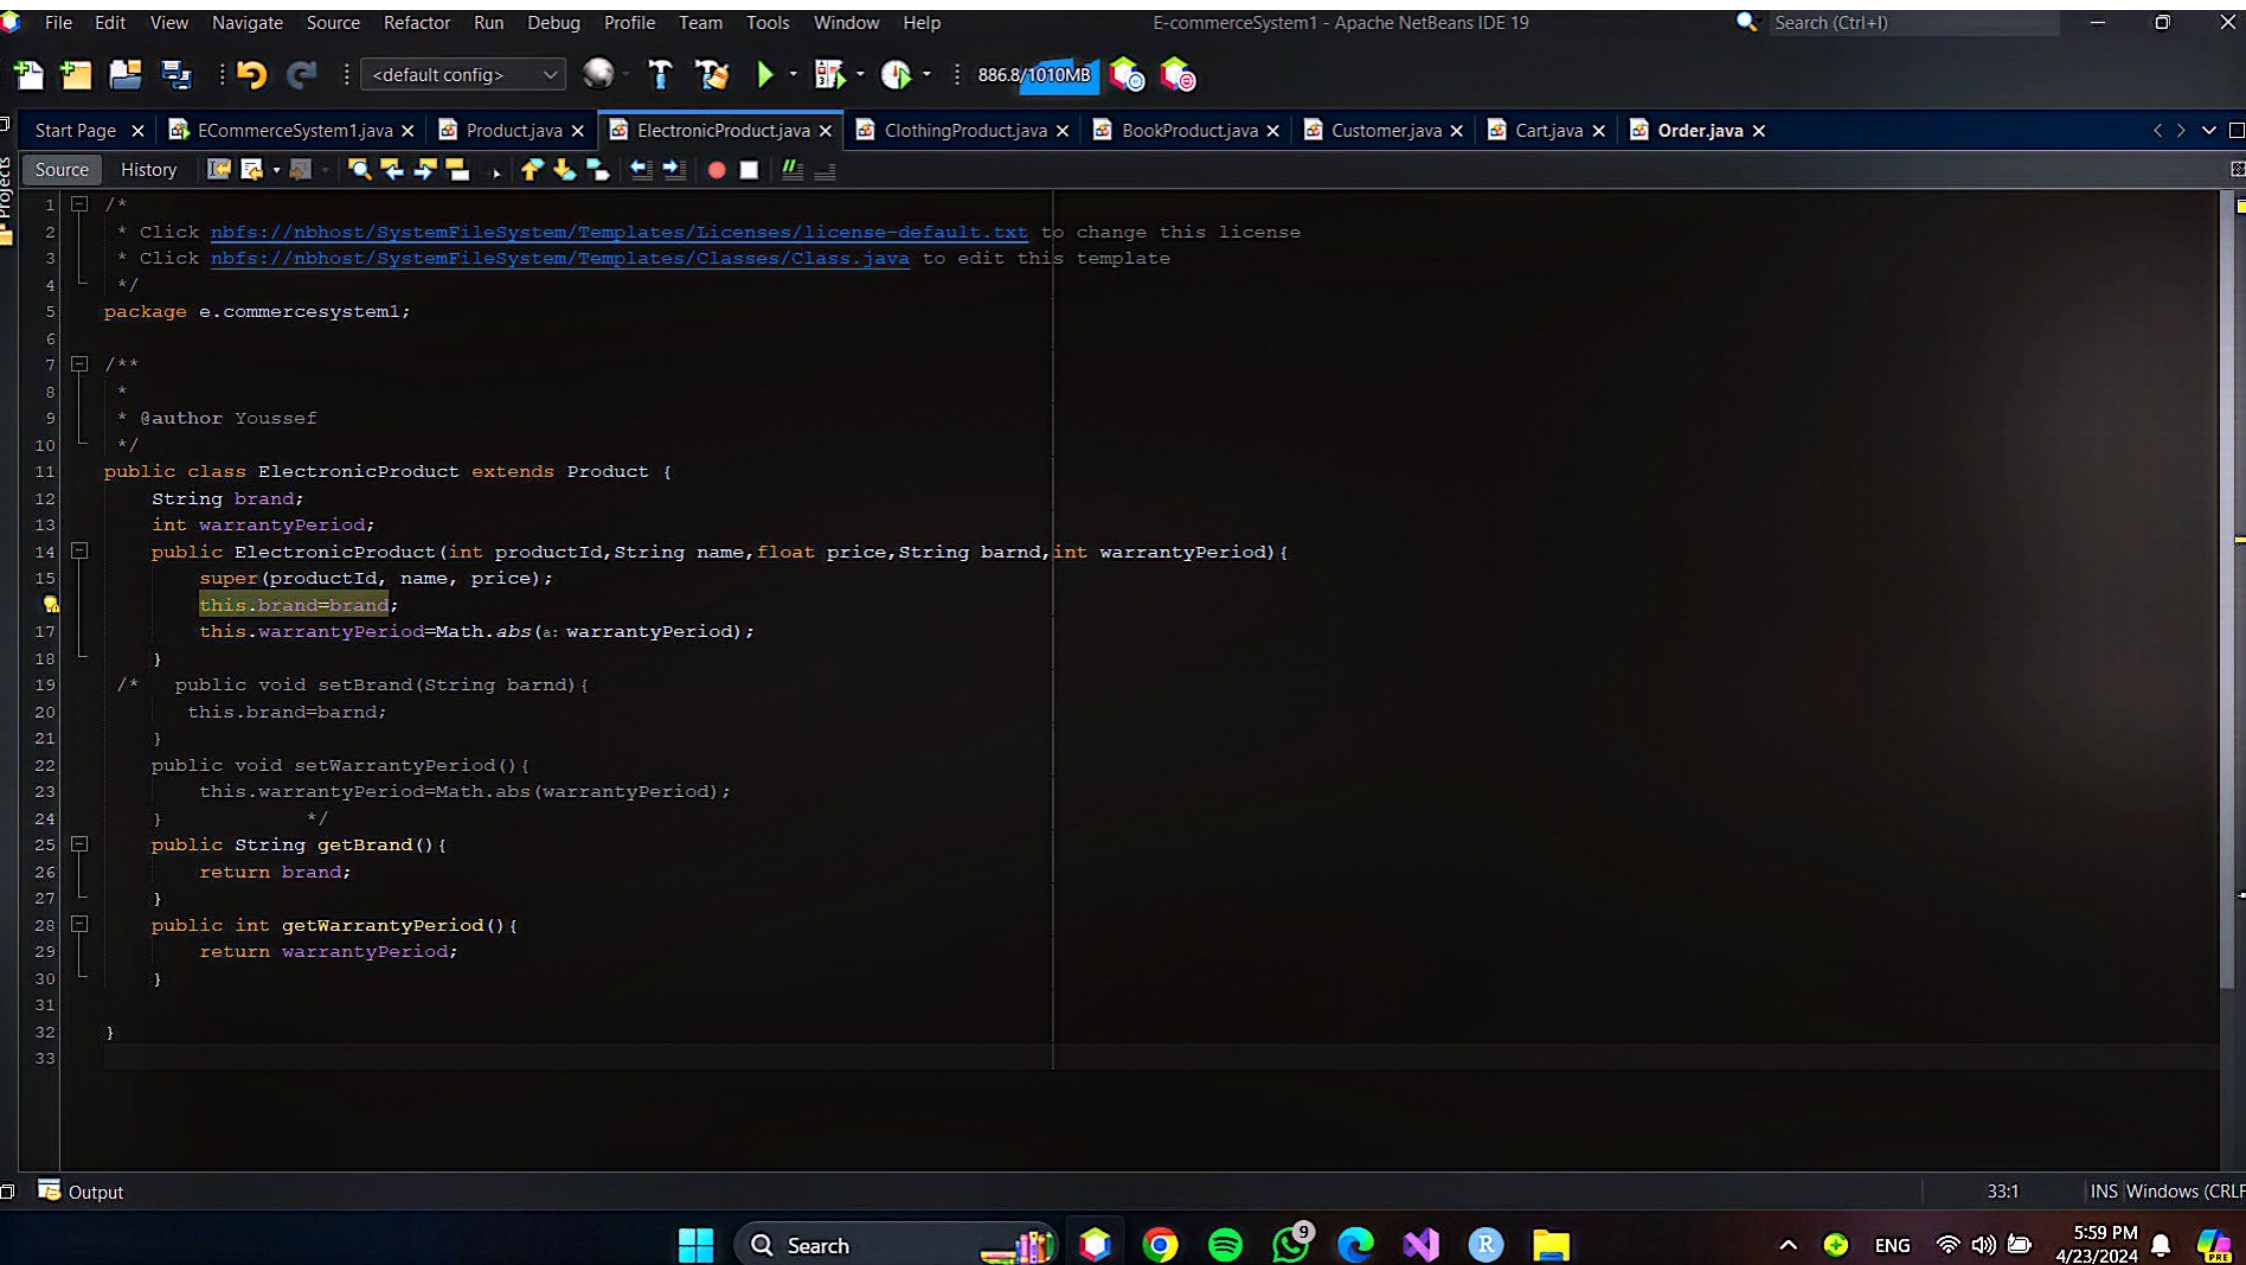 File Edit View Navigate Source Refactor Run Debug Profile Team Tools Window Help E-commerceSystem1 - Apache NetBeans IDE 19 Search (Ctrl+I)
<default config> 886.8/1010MB
Start Page ECommerceSystem1.java Product.java ElectronicProduct.java ClothingProduct.java BookProduct.java Customer.java Cart.java Order.java
Projects
Source History
1 /*
2 * Click nbfs://nbhost/SystemFileSystem/Templates/Licenses/license-default.txt to change this license
3 * Click nbfs://nbhost/SystemFileSystem/Templates/Classes/Class.java to edit this template
4 */
5 package e.commercesystem1;
6
7 /**
8 *
9 * @author Youssef
10 */
11 public class ElectronicProduct extends Product {
12 String brand;
13 int warrantyPeriod;
14 public ElectronicProduct(int productId,String name,float price,String barnd,int warrantyPeriod){
15 super(productId, name, price);
this.brand=brand;
17 this.warrantyPeriod=Math.abs(a: warrantyPeriod);
18 }
19 /* public void setBrand(String barnd){
20 this.brand=barnd;
21 }
22 public void setWarrantyPeriod(){
23 this.warrantyPeriod=Math.abs(warrantyPeriod);
24 } */
25 public String getBrand(){
26 return brand;
27 }
28 public int getWarrantyPeriod(){
29 return warrantyPeriod;
30 }
31
32 }
33
Output 33:1 INS Windows (CRLF
Search 9 R ENG 5:59 PM
4/23/2024 PRE